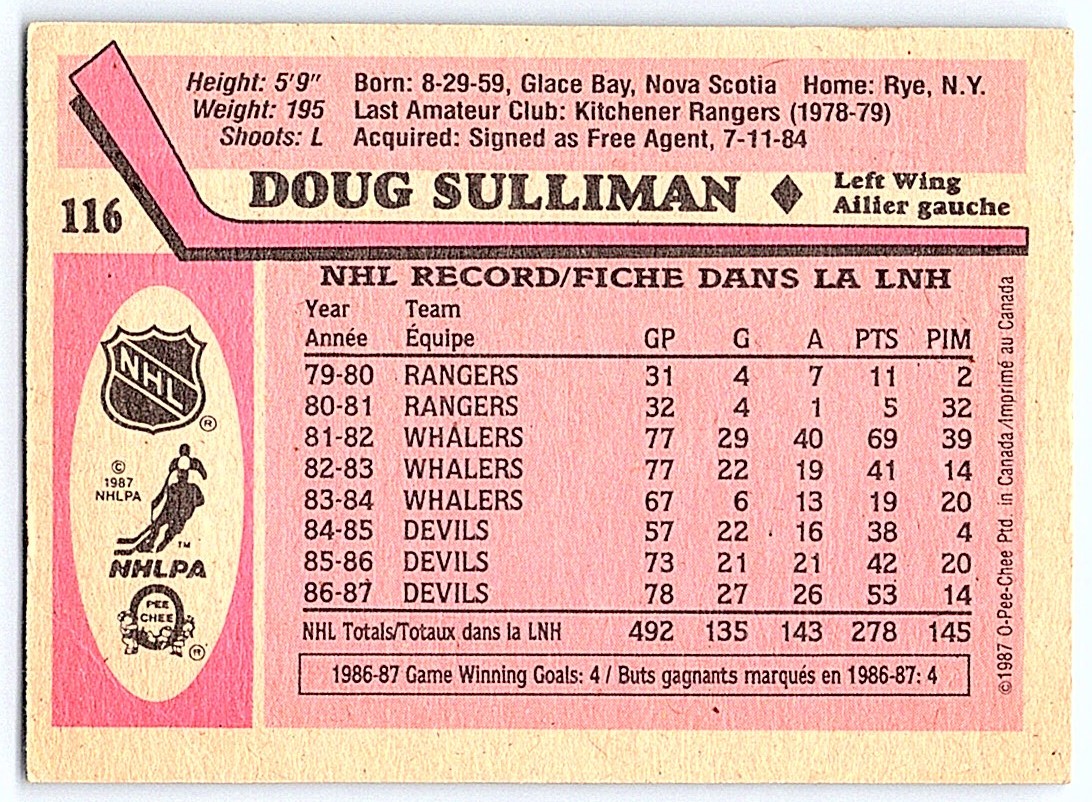 Height: 5'9" Born: 8-29-59, Glace Bay, Nova Scotia Home: Rye, N.Y.
Weight: 195 Last Amateur Club: Kitchener Rangers (1978-79)
Shoots: L Acquired: Signed as Free Agent, 7-11-84
116 DOUG SULLIMAN ♦ Left Wing
Ailier gauche
NHL RECORD/FICHE DANS LA LNH
Year Team
Année Équipe GP G A PTS PIM
79-80 RANGERS 31 4 7 11 2
80-81 RANGERS 32 4 1 5 32
81-82 WHALERS 77 29 40 69 39
82-83 WHALERS 77 22 19 41 14
83-84 WHALERS 67 6 13 19 20
84-85 DEVILS 57 22 16 38 4
85-86 DEVILS 73 21 21 42 20
86-87 DEVILS 78 27 26 53 14
NHL Totals/Totaux dans la LNH 492 135 143 278 145
1986-87 Game Winning Goals: 4 / Buts gagnants marqués en 1986-87: 4
NHL
®
©
1987
NHLPA
TM
NHLPA
PEE
CHEE
®
©1987 O-Pee-Chee Ptd. in Canada/Imprimé au Canada